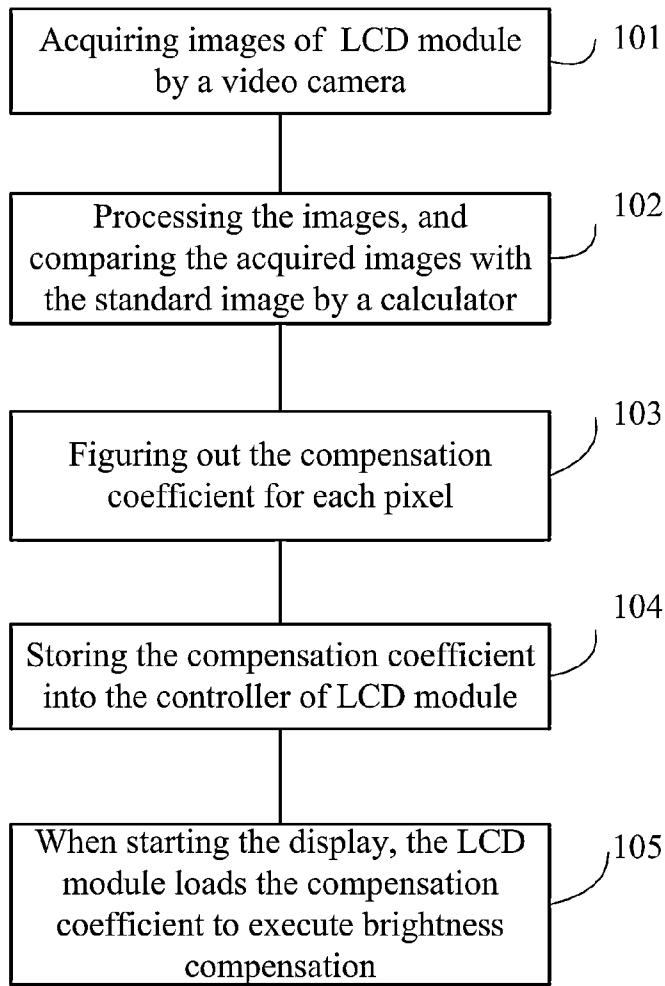 Acquiring images of LCD module
by a video camera
101
Processing the images, and
comparing the acquired images with
the standard image by a calculator
102
Figuring out the compensation
coefficient for each pixel
103
Storing the compensation coefficient
into the controller of LCD module
104
When starting the display, the LCD
module loads the compensation
coefficient to execute brightness
compensation
105